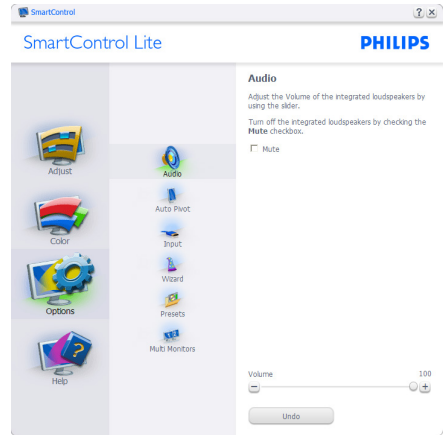 SmartControl
? ×
SmartControl Lite
PHILIPS
Adjust
Color
Options
Help
Audio
Auto Pivot
Input
Wizard
Presets
Multi Monitors
Audio
Adjust the Volume of the integrated loudspeakers by
using the slider.
Turn off the integrated loudspeakers by checking the
Mute checkbox.
Mute
Volume 100
Undo